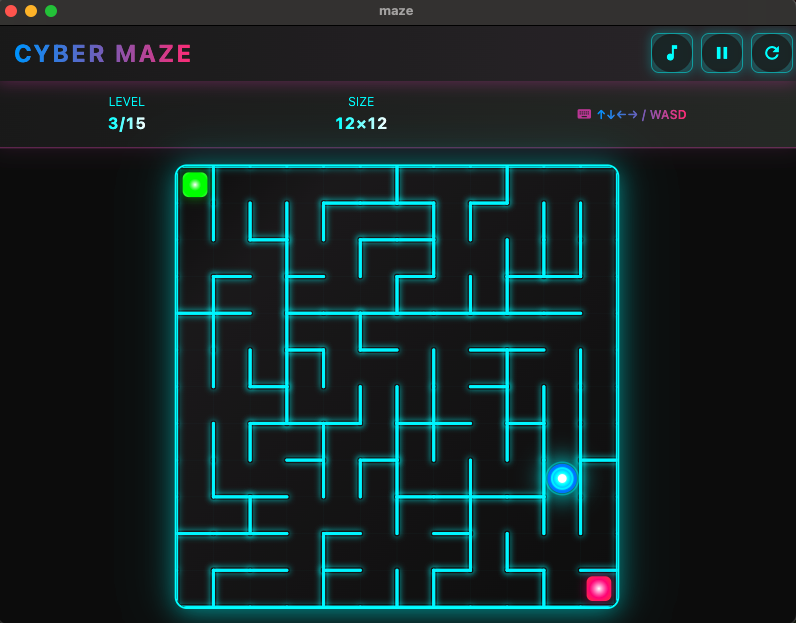 maze
CYBER MAZE
LEVEL
3/15
SIZE
12×12
↑↓←→ / WASD